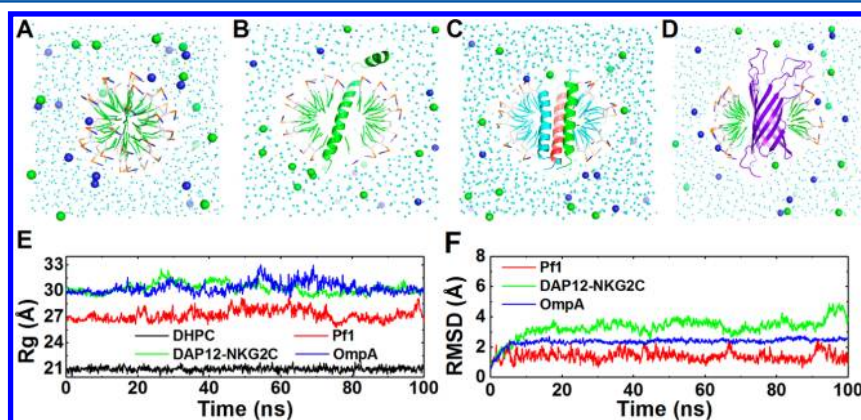 A B C D
E F
33
30
27
24
21
Rg (Å)
DHPC Pf1
DAP12-NKG2C OmpA
0 20 40 60 80 100
Time (ns)
8
6
4
2
0
RMSD (Å)
Pf1
DAP12-NKG2C
OmpA
0 20 40 60 80 100
Time (ns)